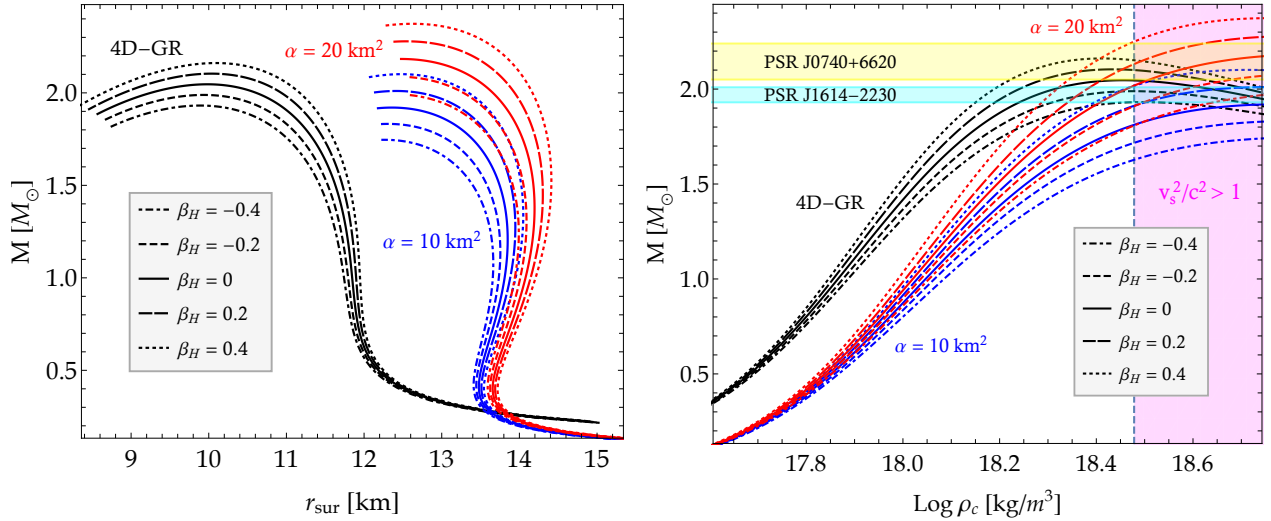 4D−GR
α = 20 km²
α = 10 km²
β_H = −0.4
β_H = −0.2
β_H = 0
β_H = 0.2
β_H = 0.4
M [M_⊙]
2.0
1.5
1.0
0.5
9 10 11 12 13 14 15
r_sur [km]
α = 20 km²
PSR J0740+6620
PSR J1614−2230
4D−GR
v_s²/c² > 1
α = 10 km²
β_H = −0.4
β_H = −0.2
β_H = 0
β_H = 0.2
β_H = 0.4
M [M_⊙]
2.0
1.5
1.0
0.5
17.8 18.0 18.2 18.4 18.6
Log ρ_c [kg/m³]